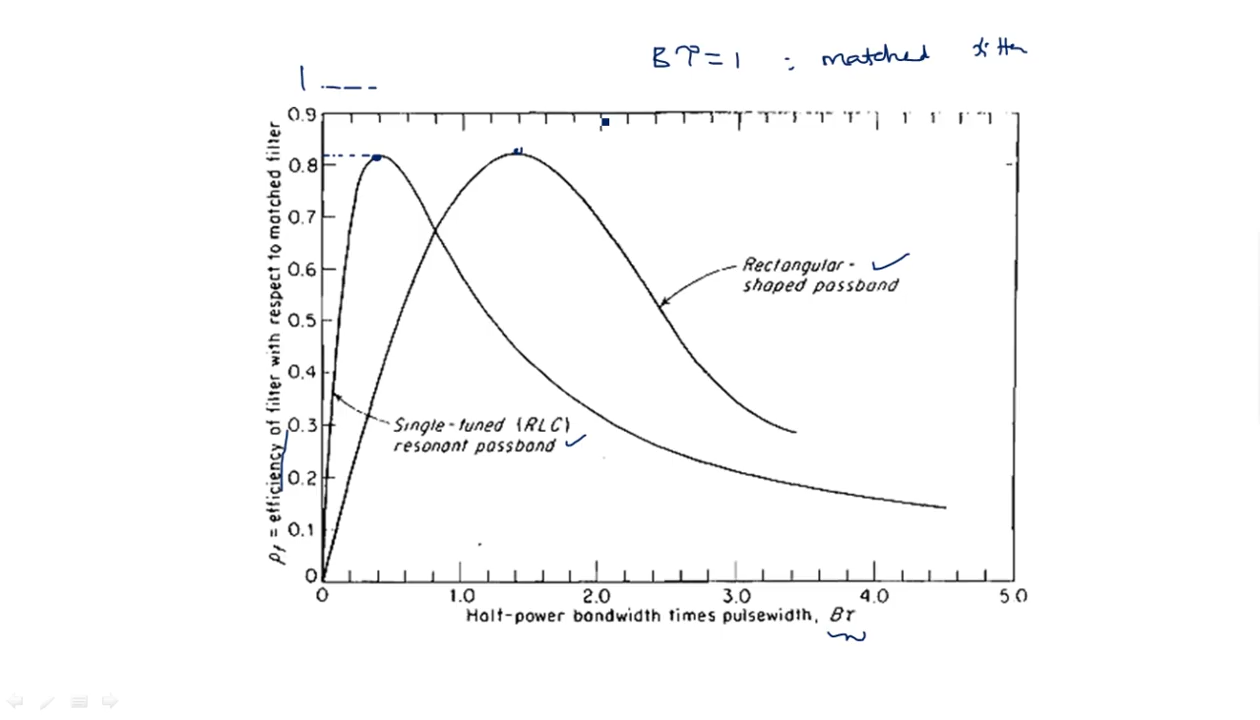 Bτ = 1 : matched filter
1
0.9
0.8
0.7
0.6
0.5
0.4
0.3
0.2
0.1
0
ρf = efficiency of filter with respect to matched filter
Rectangular-
shaped passband
Single-tuned (RLC)
resonant passband
0 1.0 2.0 3.0 4.0 5.0
Half-power bandwidth times pulsewidth, Bτ